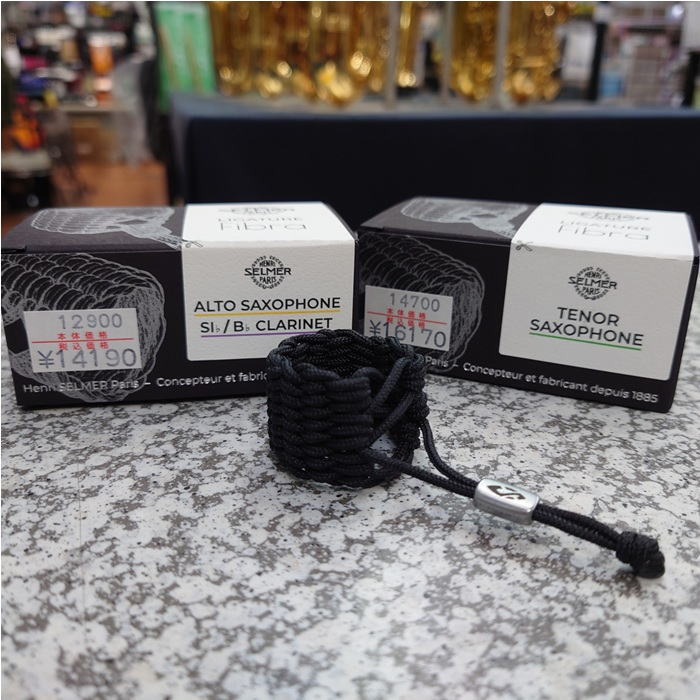 LIGATURE
Fibra
HENRI
SELMER
PARIS
ALTO SAXOPHONE
SI♭/B♭ CLARINET
12900
本体価格
税込価格
¥14190
Henri SELMER Paris – Concepteur et fabric
LIGATURE
Fibra
HENRI
SELMER
PARIS
TENOR
SAXOPHONE
14700
本体価格
税込価格
¥16170
Paris – Concepteur et fabricant depuis 1885